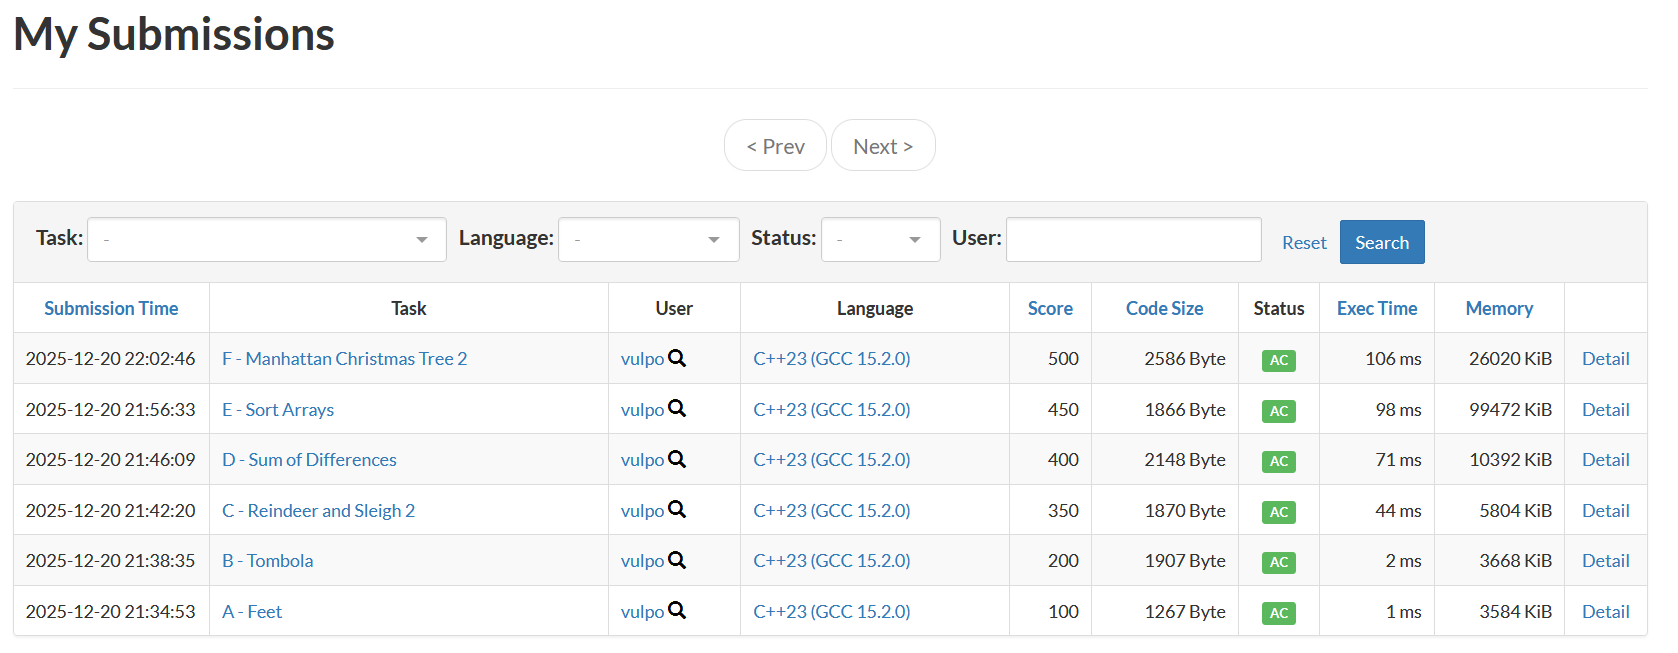 My Submissions
< Prev Next >
Task: - Language: - Status: - User: Reset Search
Submission Time Task User Language Score Code Size Status Exec Time Memory
2025-12-20 22:02:46 F - Manhattan Christmas Tree 2 vulpo C++23 (GCC 15.2.0) 500 2586 Byte AC 106 ms 26020 KiB Detail
2025-12-20 21:56:33 E - Sort Arrays vulpo C++23 (GCC 15.2.0) 450 1866 Byte AC 98 ms 99472 KiB Detail
2025-12-20 21:46:09 D - Sum of Differences vulpo C++23 (GCC 15.2.0) 400 2148 Byte AC 71 ms 10392 KiB Detail
2025-12-20 21:42:20 C - Reindeer and Sleigh 2 vulpo C++23 (GCC 15.2.0) 350 1870 Byte AC 44 ms 5804 KiB Detail
2025-12-20 21:38:35 B - Tombola vulpo C++23 (GCC 15.2.0) 200 1907 Byte AC 2 ms 3668 KiB Detail
2025-12-20 21:34:53 A - Feet vulpo C++23 (GCC 15.2.0) 100 1267 Byte AC 1 ms 3584 KiB Detail